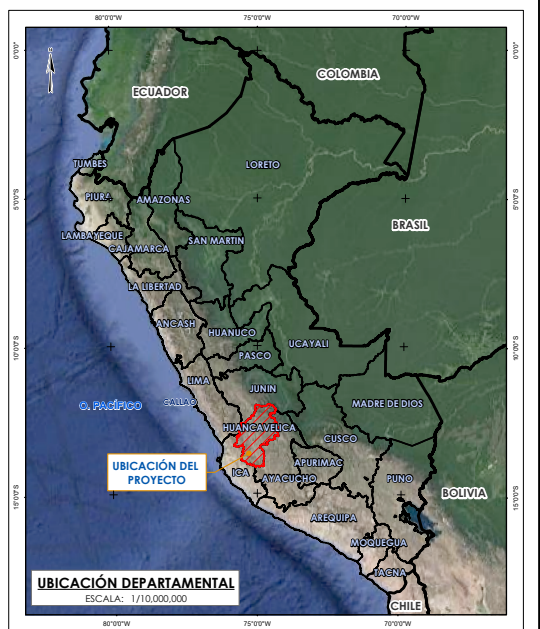 80°0'0"W 75°0'0"W 70°0'0"W
0°0'
COLOMBIA
ECUADOR
TUMBES
LORETO
PIURA
AMAZONAS
5°0'0"S 5°0'0"S
LAMBAYEQUE
SAN MARTIN
BRASIL
CAJAMARCA
LA LIBERTAD
ANCASH
HUANUCO
UCAYALI
10°0'0"S 10°0'0"S
PASCO
LIMA
JUNIN
CALLAO
O. PACÍFICO
MADRE DE DIOS
HUANCAVELICA
CUSCO
UBICACIÓN DEL
PROYECTO
APURIMAC
ICA
AYACUCHO
PUNO
BOLIVIA
15°0'0"S 15°0'0"S
AREQUIPA
MOQUEGUA
TACNA
UBICACIÓN DEPARTAMENTAL
ESCALA: 1/10,000,000
CHILE
80°0'0"W 75°0'0"W 70°0'0"W